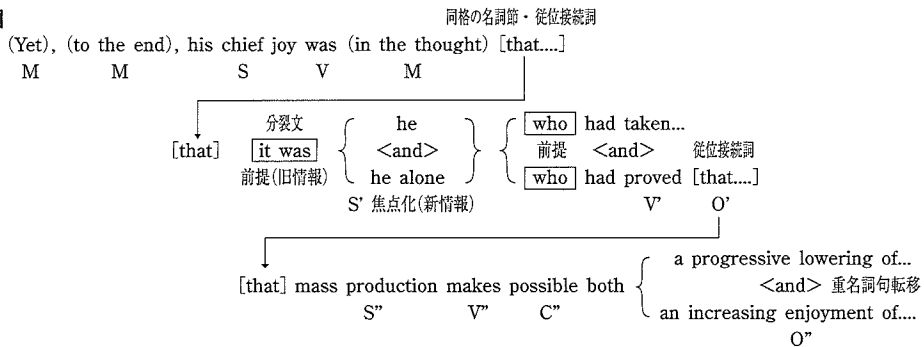 同格の名詞節・従位接続詞
(Yet), (to the end), his chief joy was (in the thought) [that....]
M M S V M
分裂文 he who had taken...
[that] it was <and> 前提 <and> 従位接続詞
前提(旧情報) he alone who had proved [that....]
S' 焦点化(新情報) V' O'
a progressive lowering of...
[that] mass production makes possible both <and> 重名詞句転移
S” V” C” an increasing enjoyment of....
O”